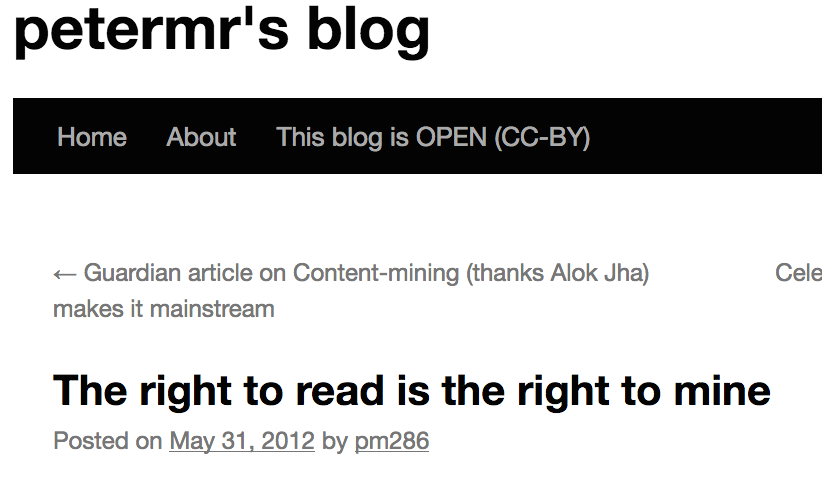 petermr's blog
Home About This blog is OPEN (CC-BY)
← Guardian article on Content-mining (thanks Alok Jha) Cele
makes it mainstream
The right to read is the right to mine
Posted on May 31, 2012 by pm286